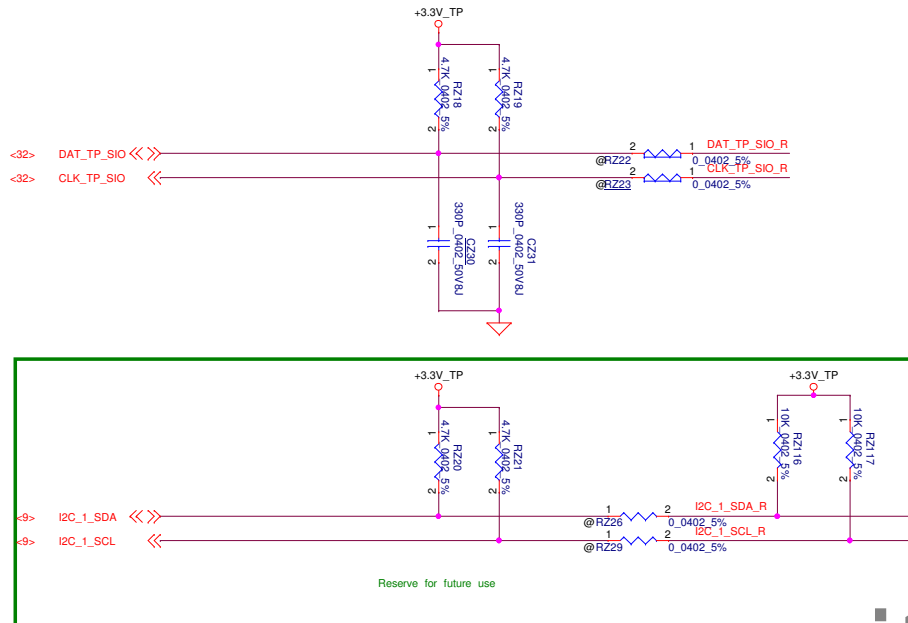 +3.3V_TP
1
4.7K_0402_5%
RZ18
2
1
4.7K_0402_5%
RZ19
2
<32> DAT_TP_SIO
@RZ22
2
1
DAT_TP_SIO_R
0_0402_5%
<32> CLK_TP_SIO
@RZ23
2
1
CLK_TP_SIO_R
0_0402_5%
1
330P_0402_50V8J
CZ30
2
1
330P_0402_50V8J
CZ31
2
+3.3V_TP
1
4.7K_0402_5%
RZ20
2
1
4.7K_0402_5%
RZ21
2
+3.3V_TP
1
10K_0402_5%
RZ116
2
1
10K_0402_5%
RZ117
2
<9> I2C_1_SDA
@RZ26
1
2
I2C_1_SDA_R
0_0402_5%
<9> I2C_1_SCL
@RZ29
1
2
I2C_1_SCL_R
0_0402_5%
Reserve for future use